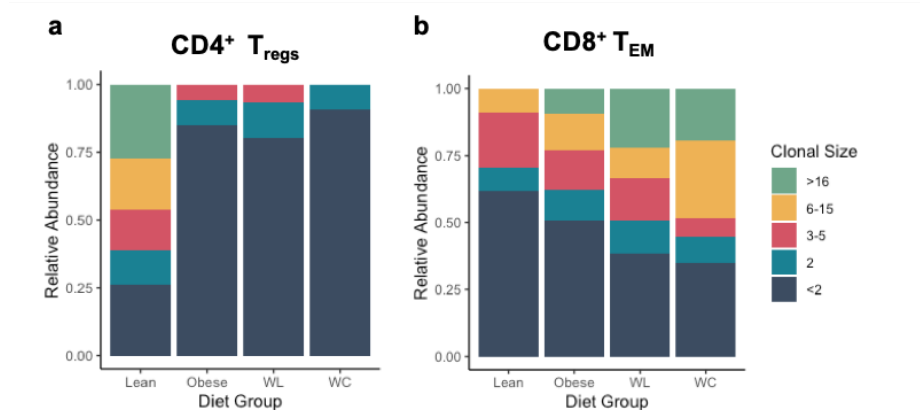 a
CD4⁺ Tregs
1.00
0.75
0.50
0.25
0.00
Relative Abundance
Lean Obese WL WC
Diet Group
b
CD8⁺ TEM
1.00
0.75
0.50
0.25
0.00
Relative Abundance
Lean Obese WL WC
Diet Group
Clonal Size
>16
6-15
3-5
2
<2